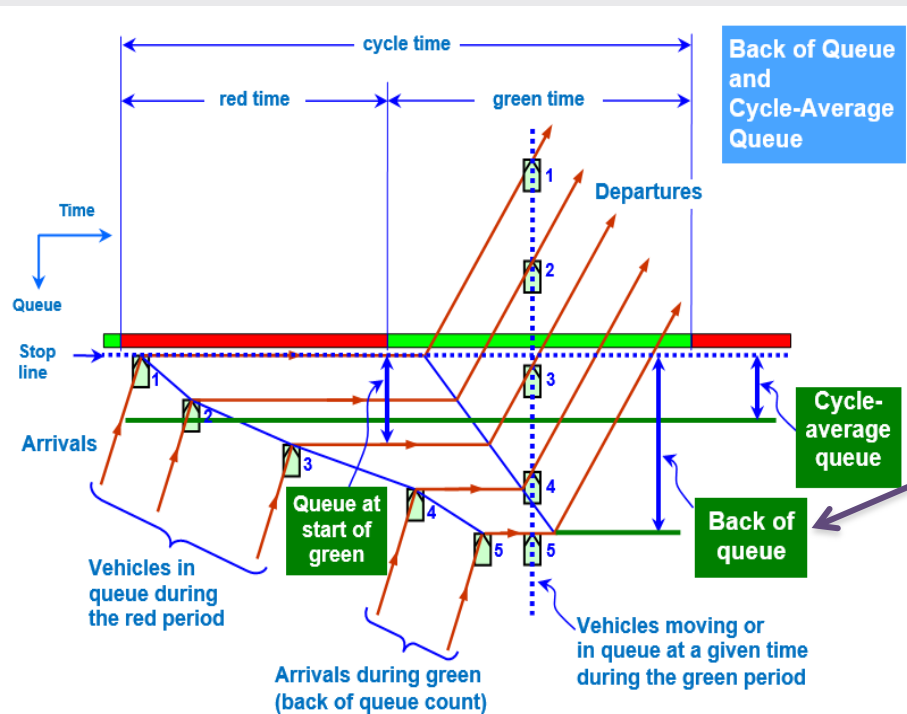 cycle time
Back of Queue
and
Cycle-Average
Queue
red time
green time
1
Departures
Time
2
Queue
Stop
line
1
3
2
Cycle-
average
queue
Arrivals
3
4
Queue at
start of
green
4
Back of
queue
5
5
Vehicles in
queue during
the red period
Vehicles moving or
in queue at a given time
during the green period
Arrivals during green
(back of queue count)